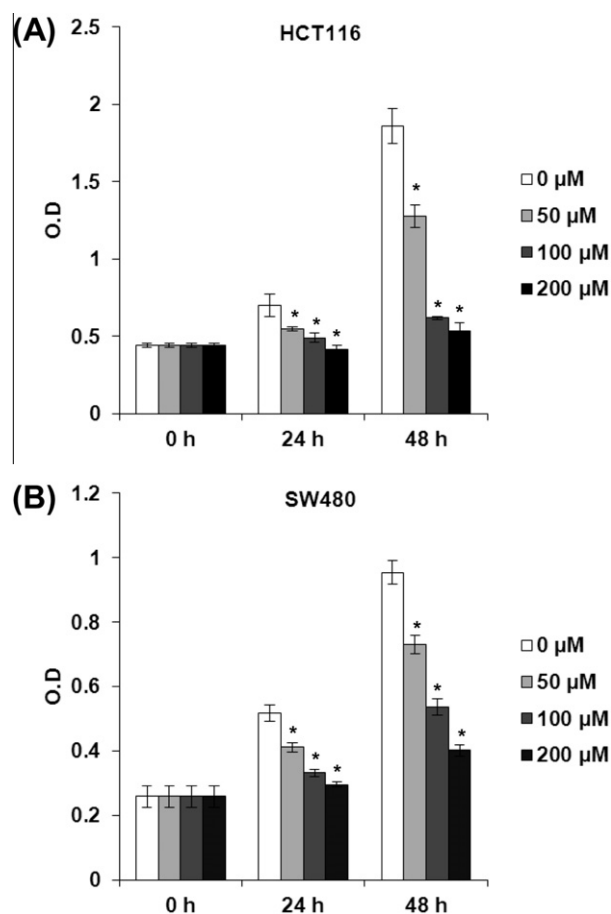 (A)
HCT116
2.5
2
1.5
1
0.5
0
O.D
* * *
* * *
0 h 24 h 48 h
0 µM
50 µM
100 µM
200 µM
(B)
SW480
1.2
1
0.8
0.6
0.4
0.2
0
O.D
* * *
* * *
0 h 24 h 48 h
0 µM
50 µM
100 µM
200 µM